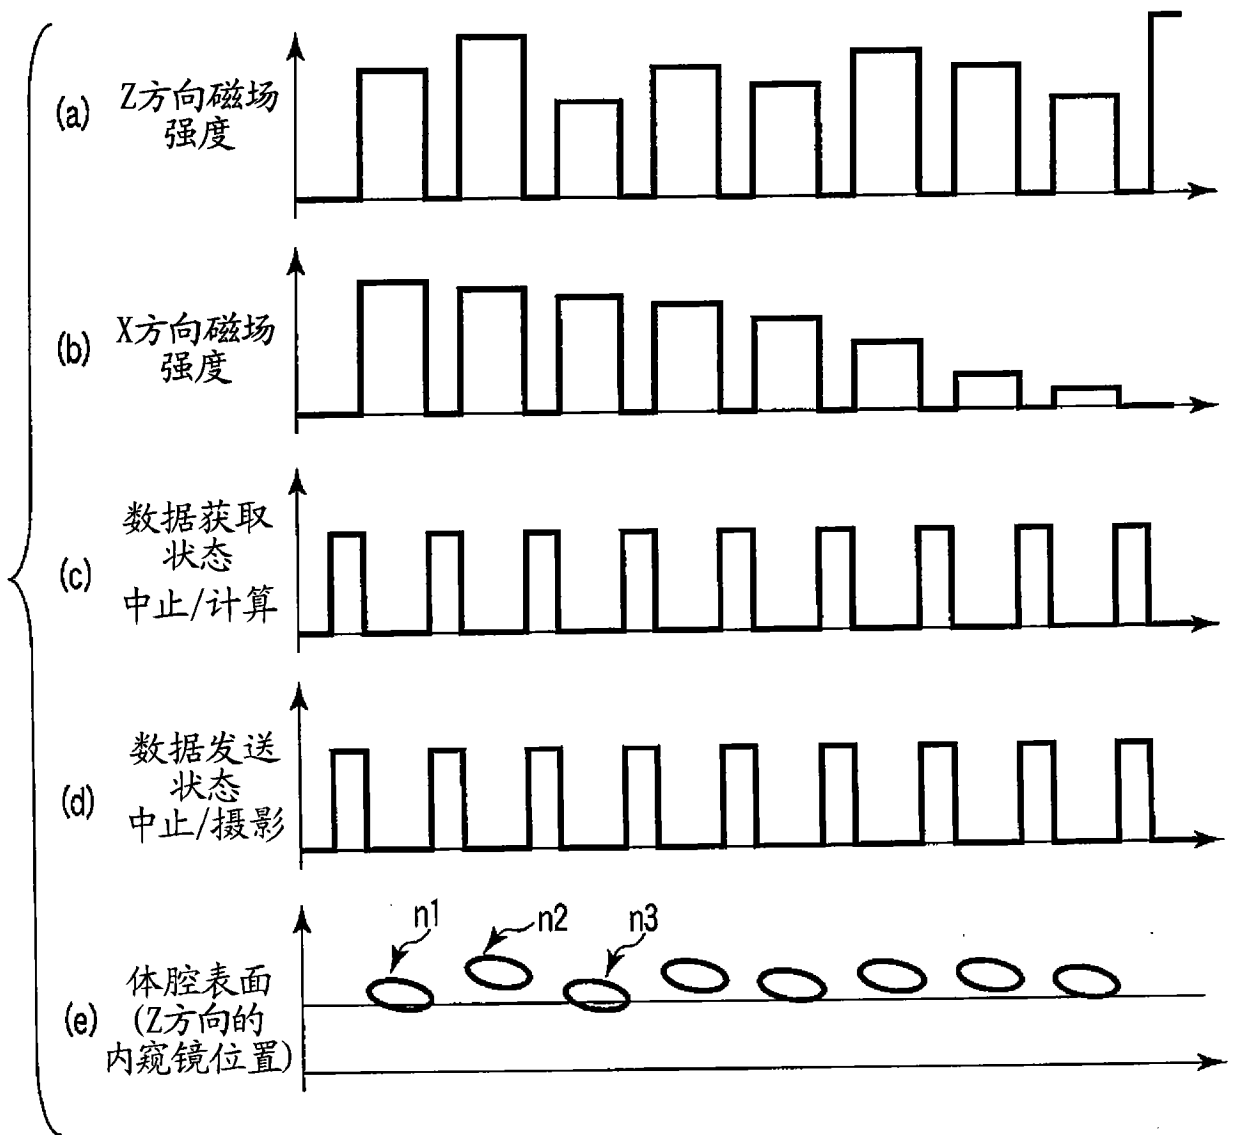 (a)
Z方向磁场
强度
(b)
X方向磁场
强度
(c)
数据获取
状态
中止/计算
(d)
数据发送
状态
中止/摄影
n1
n2
n3
(e)
体腔表面
(Z方向的
内窥镜位置)